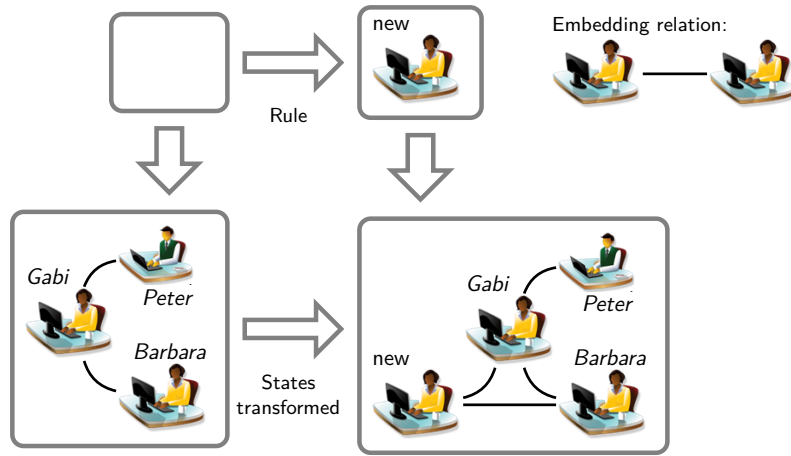 new
Embedding relation:
Rule
Gabi
Peter
Barbara
States
transformed
Gabi
Peter
new
Barbara